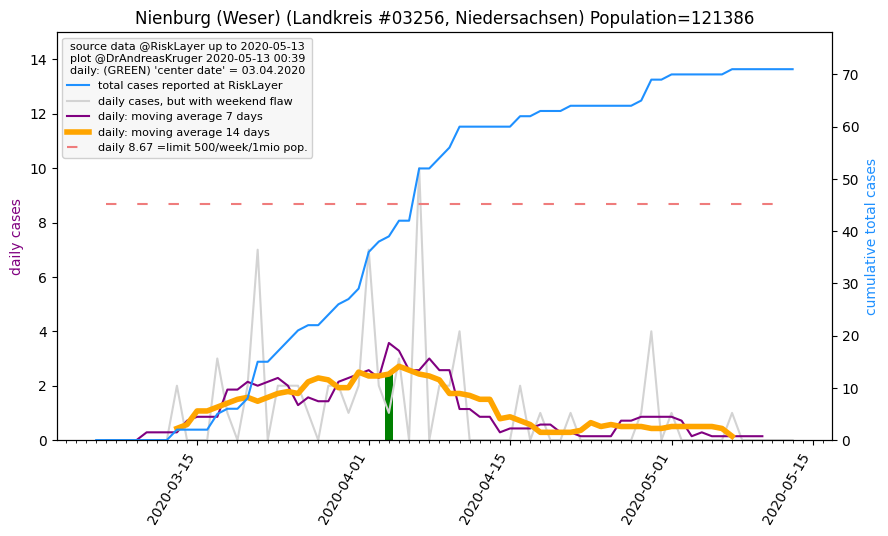 Nienburg (Weser) (Landkreis #03256, Niedersachsen) Population=121386
source data @RiskLayer up to 2020-05-13
plot @DrAndreasKruger 2020-05-13 00:39
daily: (GREEN) 'center date' = 03.04.2020
total cases reported at RiskLayer
daily cases, but with weekend flaw
daily: moving average 7 days
daily: moving average 14 days
daily 8.67 =limit 500/week/1mio pop.
daily cases
14
12
10
8
6
4
2
0
cumulative total cases
70
60
50
40
30
20
10
0
2020-03-15
2020-04-01
2020-04-15
2020-05-01
2020-05-15